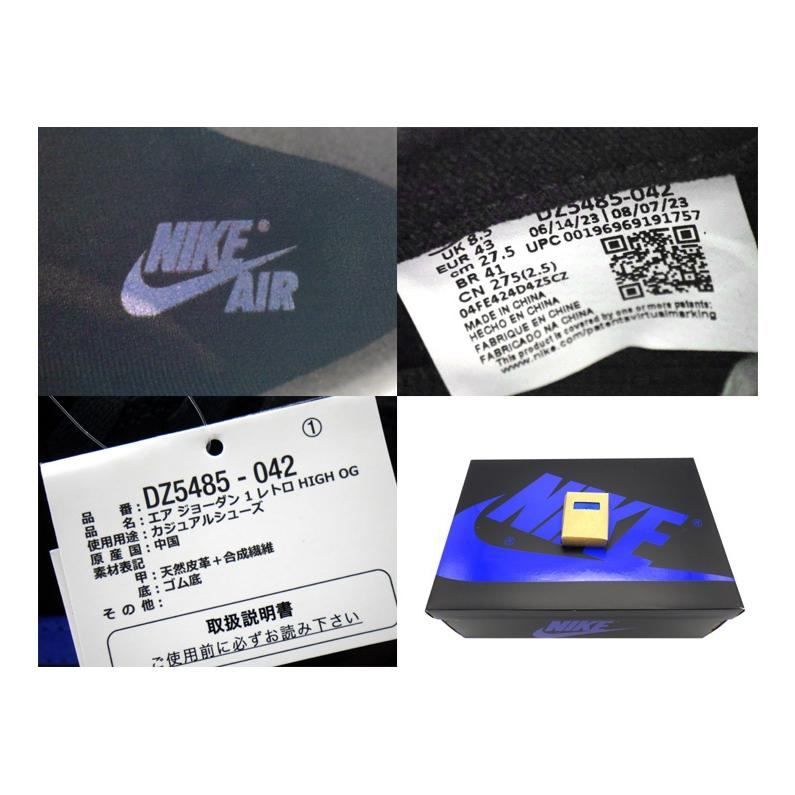 NIKE®
AIR
DZ5485-042
UK 8.5 06/14/23 | 08/07/23
EUR 43 UPC 00196969191757
cm 27.5
BR 41
CN 275(2.5)
04FE424D4Z5CZ
MADE IN CHINA
HECHO EN CHINA
FABRIQUE EN CHINE
FABRICADO NA CHINA
This product is covered by one or more patents:
www.nike.com/patentsvirtualmarking
①
品 番:DZ5485-042
品 名:エア ジョーダン 1 レトロ HIGH OG
使用用途:カジュアルシューズ
原 産 国:中国
素材表記
甲:天然皮革+合成繊維
底:ゴム底
そ の 他:
取扱説明書
ご使用前に必ずお読み下さい
NIKE®
®
NIKE